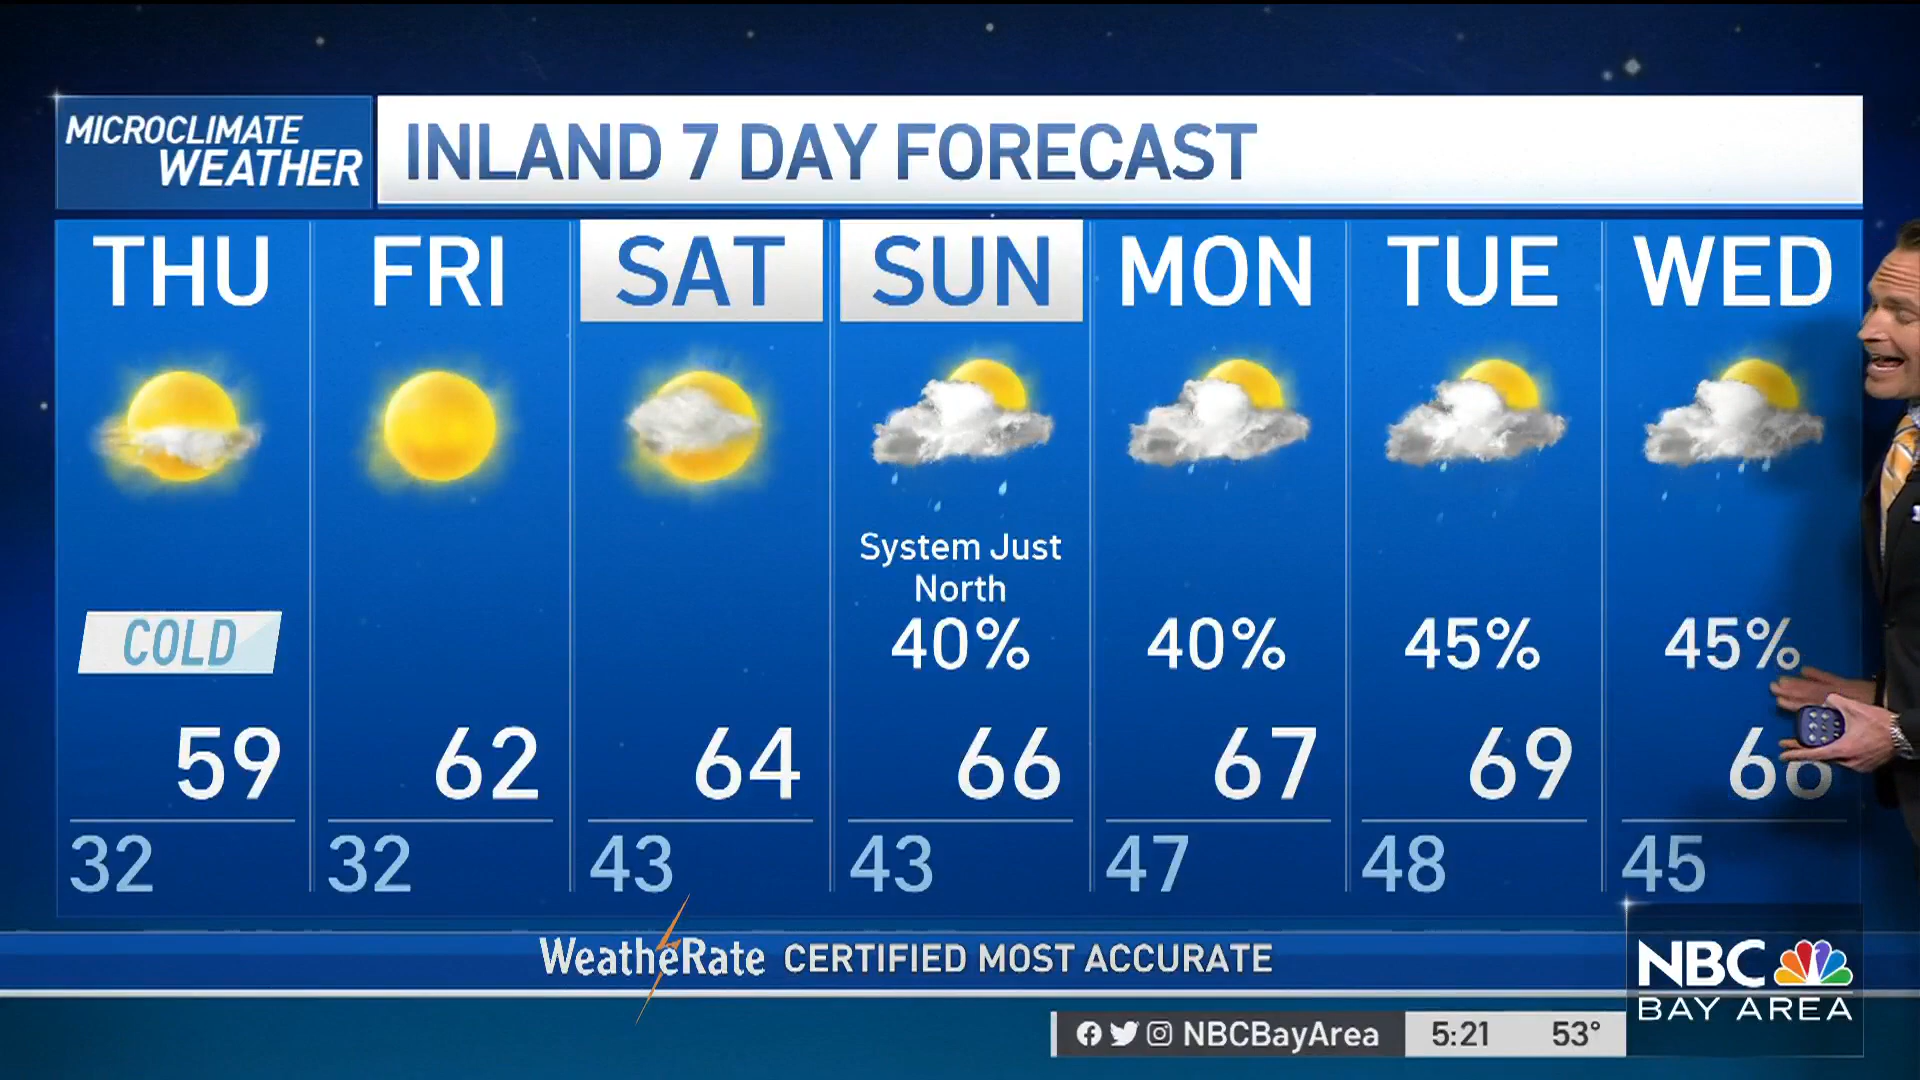 MICROCLIMATE
WEATHER
INLAND 7 DAY FORECAST
THU
FRI
SAT
SUN
MON
TUE
WED
System Just
North
COLD
40%
40%
45%
45%
59
62
64
66
67
69
32
32
43
43
47
48
45
WeatheRate CERTIFIED MOST ACCURATE
NBC
BAY AREA
NBCBayArea
5:21
53°